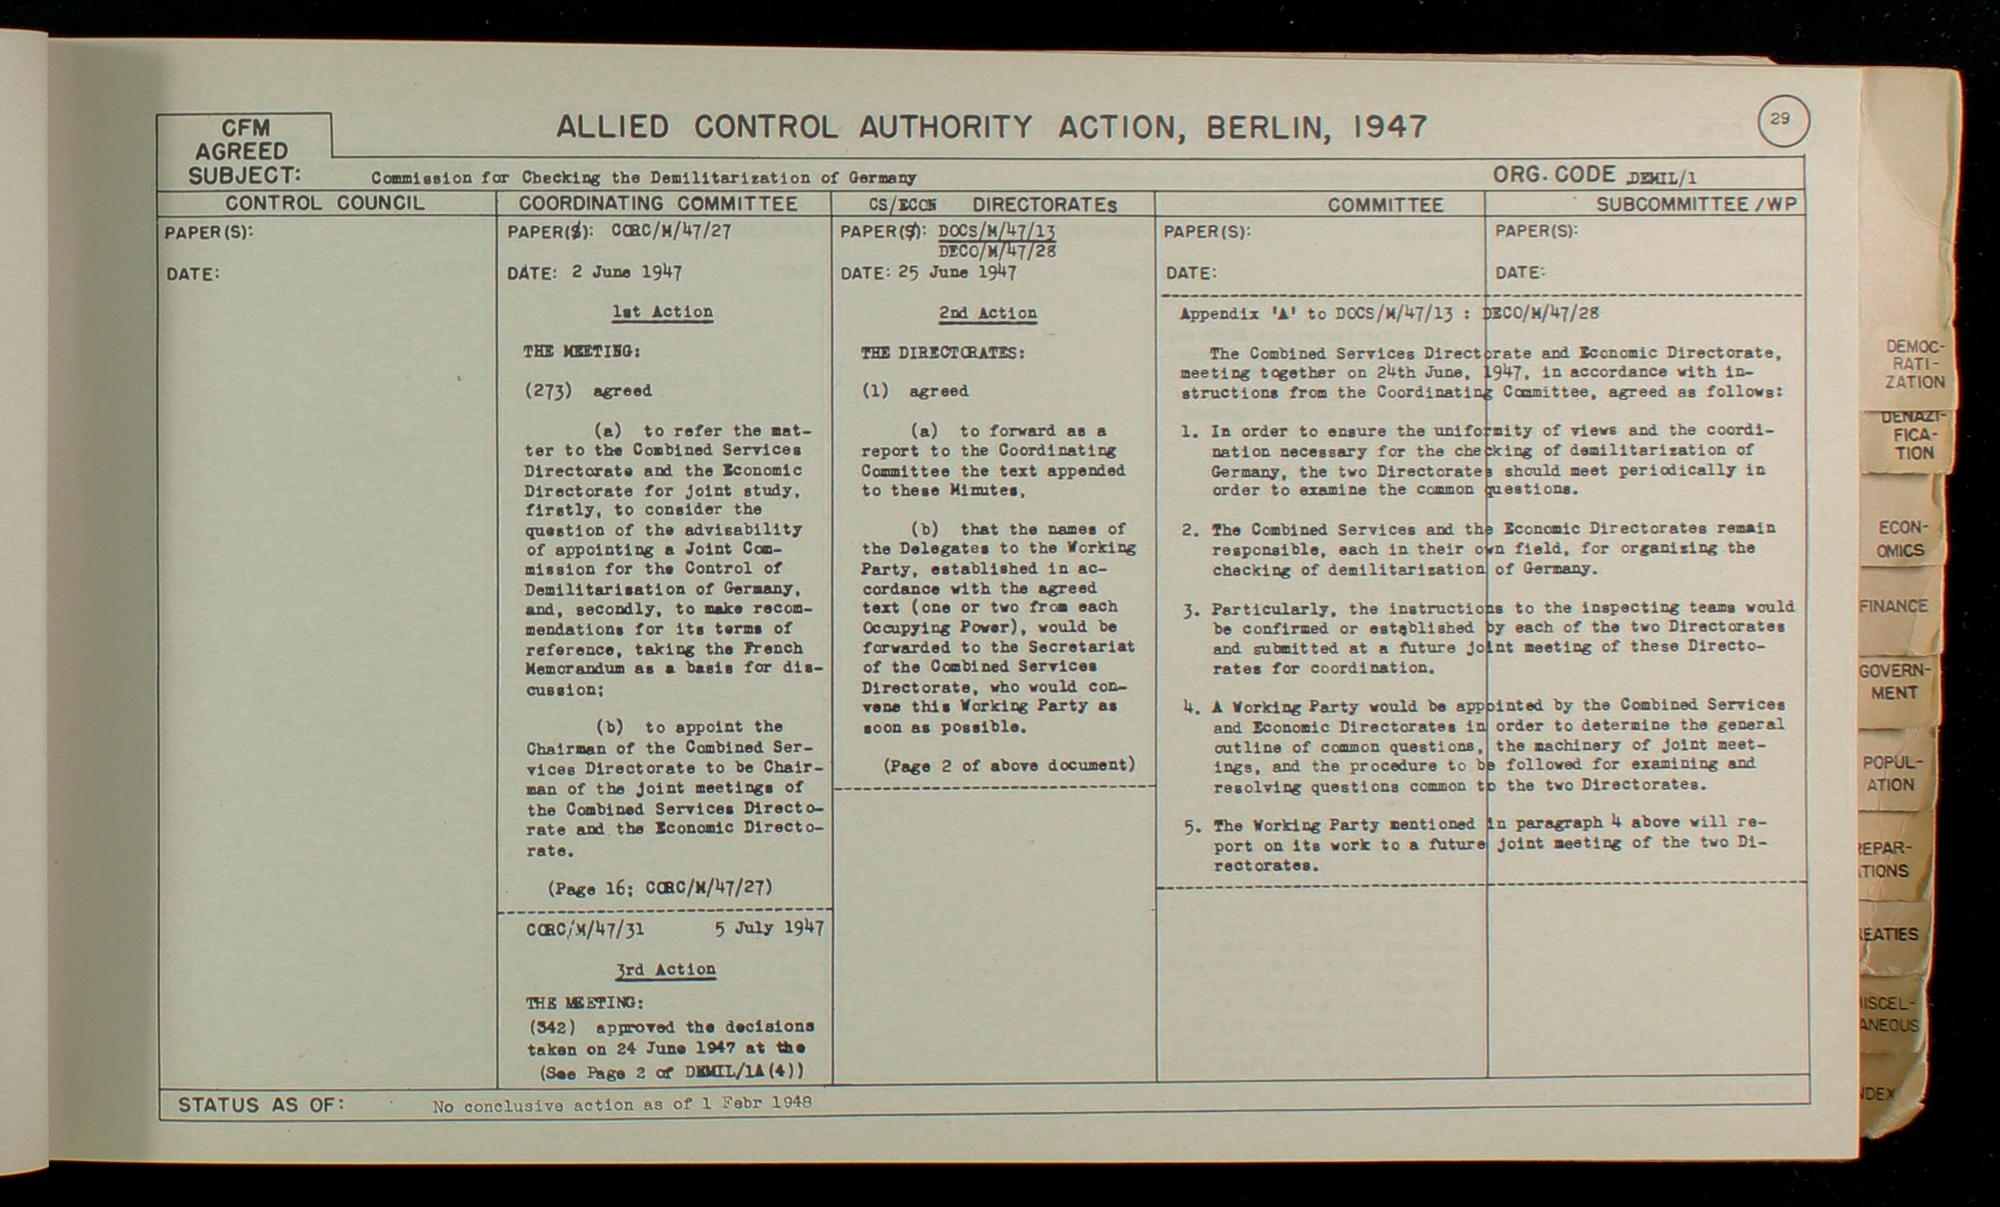 CFM
AGREED
SUBJECT:
ALLIED CONTROL AUTHORITY ACTION, BERLIN, 1947
29
Commission for Checking the Demilitarization of Germany
ORG. CODE DEMIL/1
CONTROL COUNCIL
PAPER(S):
DATE:
COORDINATING COMMITTEE
PAPER(S): CORC/M/47/27
DATE: 2 June 1947
1st Action
THE MEETING:
(273) agreed
(a) to refer the mat-
ter to the Combined Services
Directorate and the Economic
Directorate for joint study,
firstly, to consider the
question of the advisability
of appointing a Joint Com-
mission for the Control of
Demilitarisation of Germany,
and, secondly, to make recom-
mendations for its terms of
reference, taking the French
Memorandum as a basis for dis-
cussion;
(b) to appoint the
Chairman of the Combined Ser-
vices Directorate to be Chair-
man of the joint meetings of
the Combined Services Directo-
rate and the Economic Directo-
rate.
(Page 16; CORC/M/47/27)
CORC/M/47/31 5 July 1947
3rd Action
THE MEETING:
(342) approved the decisions
taken on 24 June 1947 at the
(See Page 2 of DEMIL/1A(4))
CS/ECON DIRECTORATEs
PAPER(S): DOCS/M/47/13
DECO/M/47/28
DATE: 25 June 1947
2nd Action
THE DIRECTORATES:
(1) agreed
(a) to forward as a
report to the Coordinating
Committee the text appended
to these Minutes,
(b) that the names of
the Delegates to the Working
Party, established in ac-
cordance with the agreed
text (one or two from each
Occupying Power), would be
forwarded to the Secretariat
of the Combined Services
Directorate, who would con-
vene this Working Party as
soon as possible.
(Page 2 of above document)
COMMITTEE
PAPER(S):
DATE:
SUBCOMMITTEE/WP
PAPER(S):
DATE:
Appendix 'A' to DOCS/M/47/13 : DECO/M/47/28
The Combined Services Directorate and Economic Directorate,
meeting together on 24th June, 1947, in accordance with in-
structions from the Coordinating Committee, agreed as follows:
1. In order to ensure the uniformity of views and the coordi-
nation necessary for the checking of demilitarization of
Germany, the two Directorates should meet periodically in
order to examine the common questions.
2. The Combined Services and the Economic Directorates remain
responsible, each in their own field, for organizing the
checking of demilitarization of Germany.
3. Particularly, the instructions to the inspecting teams would
be confirmed or established by each of the two Directorates
and submitted at a future joint meeting of these Directo-
rates for coordination.
4. A Working Party would be appointed by the Combined Services
and Economic Directorates in order to determine the general
outline of common questions, the machinery of joint meet-
ings, and the procedure to be followed for examining and
resolving questions common to the two Directorates.
5. The Working Party mentioned in paragraph 4 above will re-
port on its work to a future joint meeting of the two Di-
rectorates.
STATUS AS OF: No conclusive action as of 1 Febr 1948
DEMOC-
RATI-
ZATION
DENAZI-
FICA-
TION
ECON-
OMICS
FINANCE
GOVERN-
MENT
POPUL-
ATION
EPAR-
TIONS
EATIES
ISCEL-
ANEOUS
NDEX